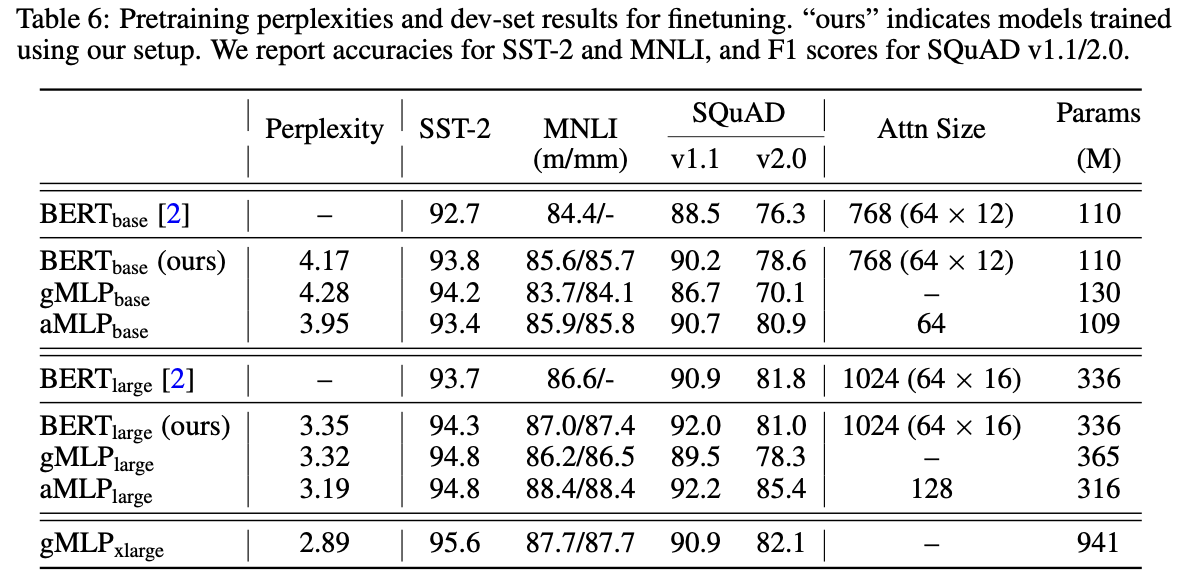 Table 6: Pretraining perplexities and dev-set results for finetuning. “ours” indicates models trained
using our setup. We report accuracies for SST-2 and MNLI, and F1 scores for SQuAD v1.1/2.0.
Perplexity SST-2 MNLI (m/mm) SQuAD v1.1 v2.0 Attn Size Params (M)
BERTbase [2] – 92.7 84.4/- 88.5 76.3 768 (64 × 12) 110
BERTbase (ours) 4.17 93.8 85.6/85.7 90.2 78.6 768 (64 × 12) 110
gMLPbase 4.28 94.2 83.7/84.1 86.7 70.1 – 130
aMLPbase 3.95 93.4 85.9/85.8 90.7 80.9 64 109
BERTlarge [2] – 93.7 86.6/- 90.9 81.8 1024 (64 × 16) 336
BERTlarge (ours) 3.35 94.3 87.0/87.4 92.0 81.0 1024 (64 × 16) 336
gMLPlarge 3.32 94.8 86.2/86.5 89.5 78.3 – 365
aMLPlarge 3.19 94.8 88.4/88.4 92.2 85.4 128 316
gMLPxlarge 2.89 95.6 87.7/87.7 90.9 82.1 – 941